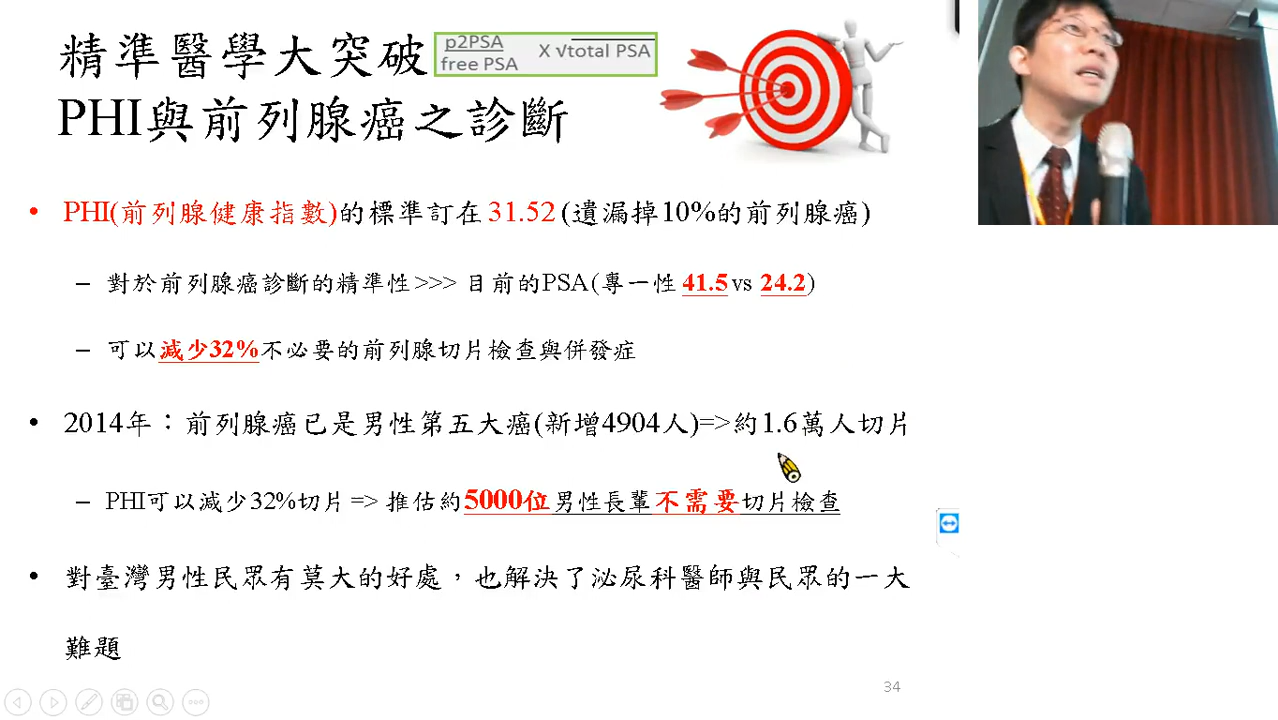 精準醫學大突破
p2PSA
free PSA
X √total PSA
PHI與前列腺癌之診斷
• PHI(前列腺健康指數)的標準訂在 31.52 (遺漏掉10%的前列腺癌)
– 對於前列腺癌診斷的精準性 >>> 目前的PSA(專一性 41.5 vs 24.2)
– 可以減少32%不必要的前列腺切片檢查與併發症
• 2014年：前列腺癌已是男性第五大癌(新增4904人)=>約1.6萬人切片
– PHI可以減少32%切片 => 推估約5000位男性長輩不需要切片檢查
• 對臺灣男性民眾有莫大的好處，也解決了泌尿科醫師與民眾的一大
難題
34